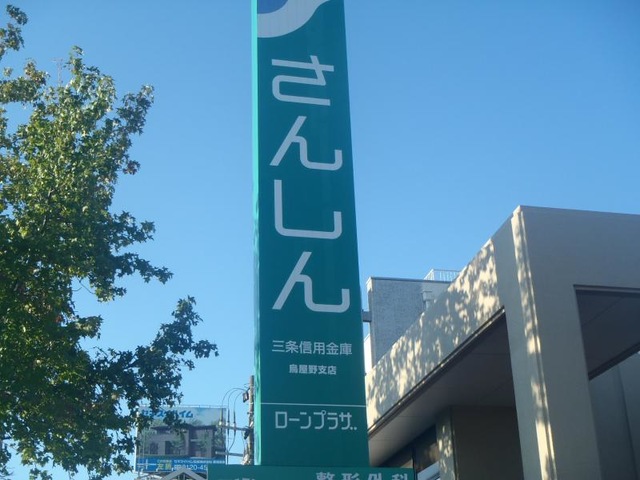 さんしん
三条信用金庫
鳥屋野支店
ローンプラザ
整形外科